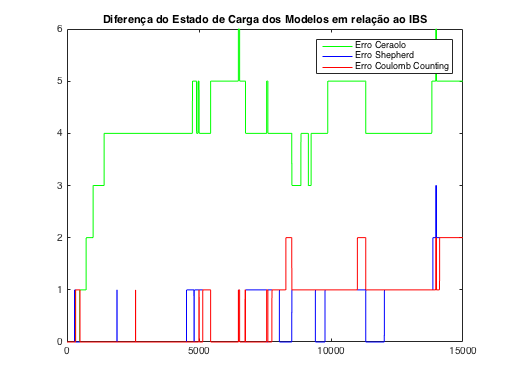 Diferença do Estado de Carga dos Modelos em relação ao IBS
Erro Ceraolo
Erro Shepherd
Erro Coulomb Counting
6
5
4
3
2
1
0
0
5000
10000
15000